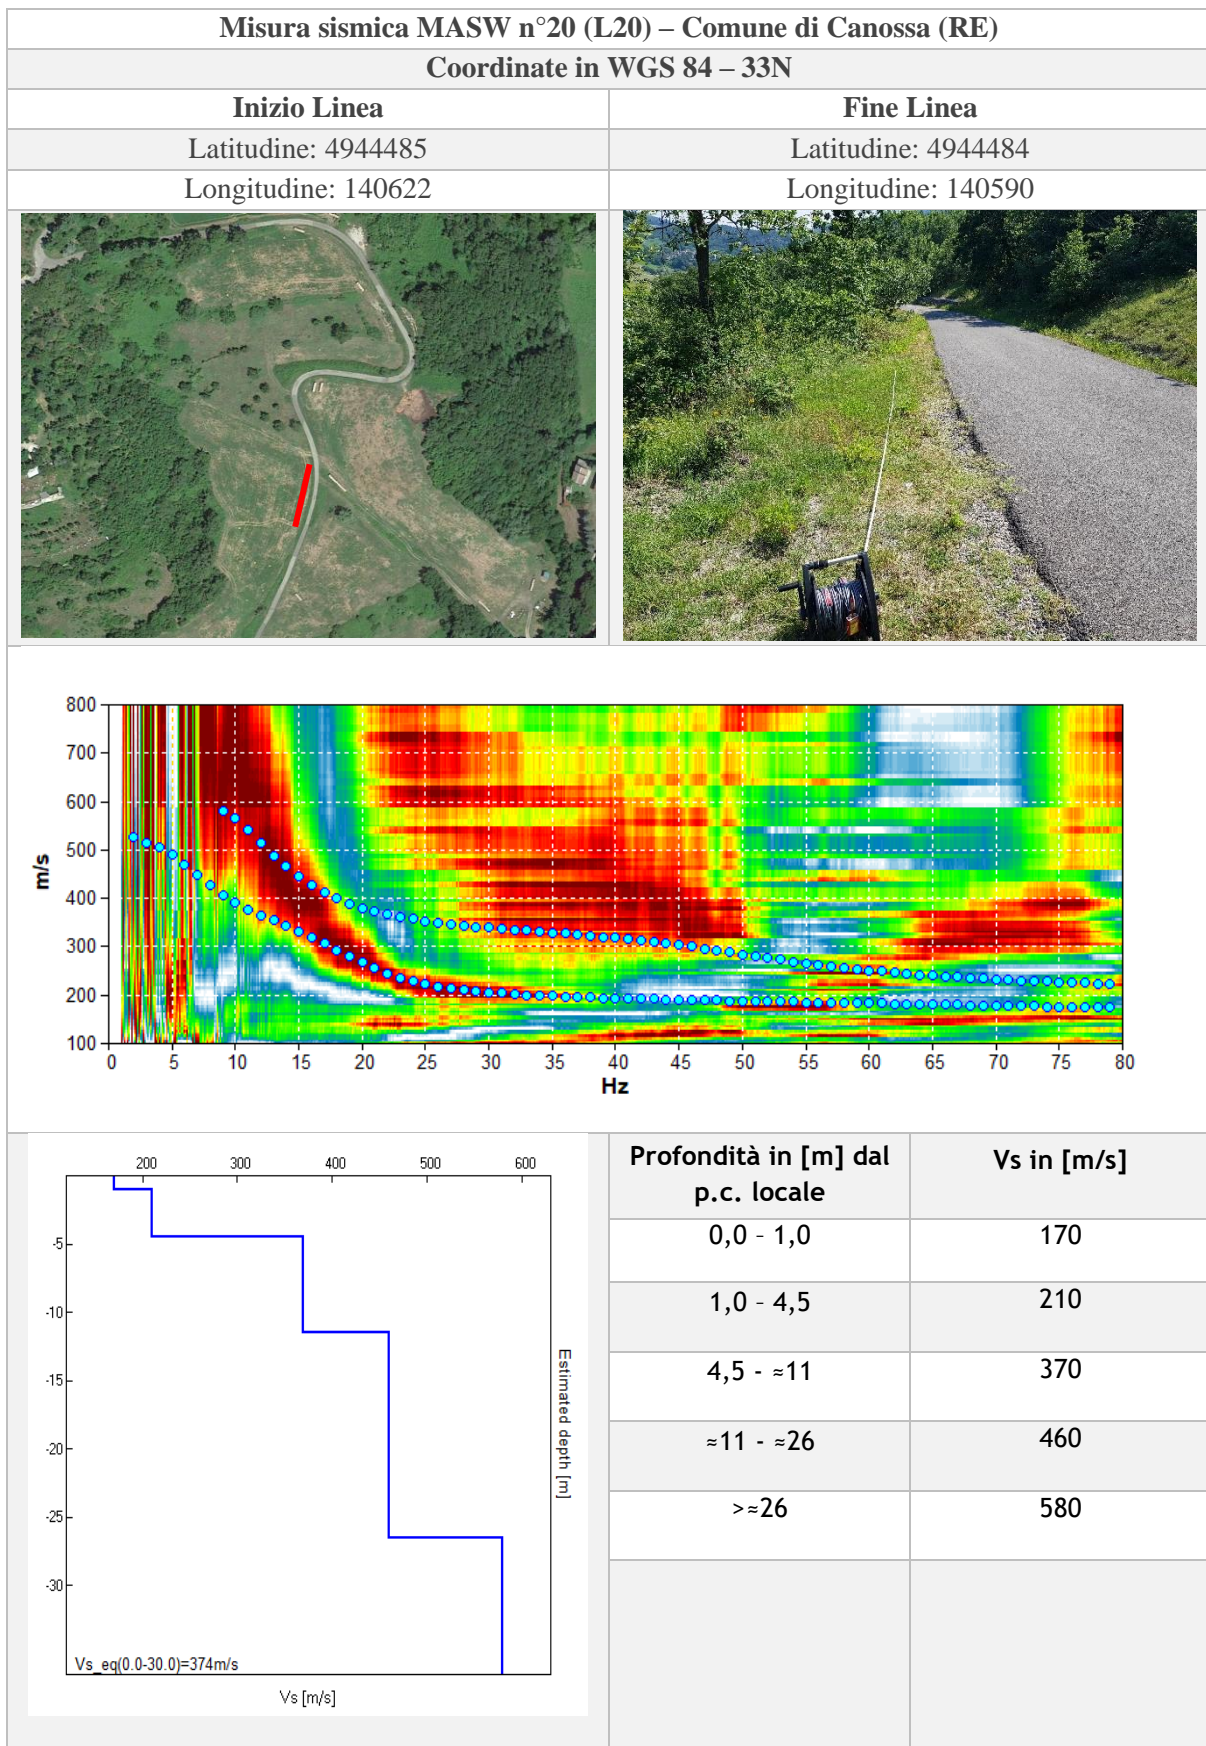 Misura sismica MASW n°20 (L20) – Comune di Canossa (RE)
Coordinate in WGS 84 – 33N
Inizio Linea
Fine Linea
Latitudine: 4944485
Latitudine: 4944484
Longitudine: 140622
Longitudine: 140590
800
700
600
500
400
300
200
100
m/s
0 5 10 15 20 25 30 35 40 45 50 55 60 65 70 75 80
Hz
200 300 400 500 600
-5
-10
-15
-20
-25
-30
Estimated depth [m]
Vs_eq(0.0-30.0)=374m/s
Vs [m/s]
Profondità in [m] dal
p.c. locale
Vs in [m/s]
0,0 – 1,0
170
1,0 – 4,5
210
4,5 - ≈11
370
≈11 - ≈26
460
>≈26
580